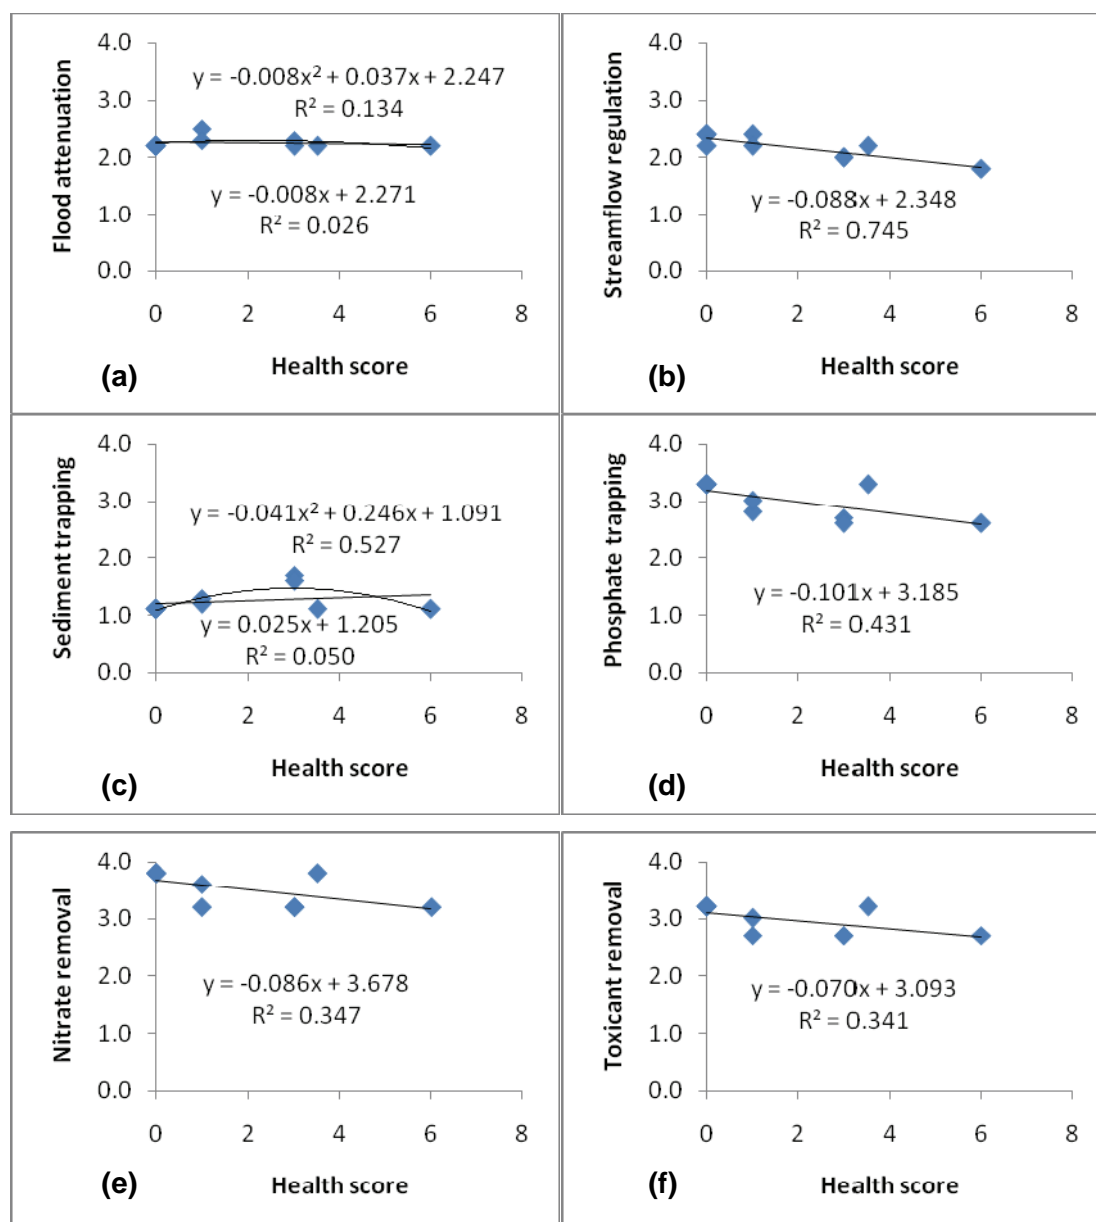 4.0
3.0
2.0
1.0
0.0
Flood attenuation
y = -0.008x² + 0.037x + 2.247
R² = 0.134
y = -0.008x + 2.271
R² = 0.026
0 2 4 6 8
Health score
(a)
4.0
3.0
2.0
1.0
0.0
Streamflow regulation
y = -0.088x + 2.348
R² = 0.745
0 2 4 6 8
Health score
(b)
4.0
3.0
2.0
1.0
0.0
Sediment trapping
y = -0.041x² + 0.246x + 1.091
R² = 0.527
y = 0.025x + 1.205
R² = 0.050
0 2 4 6 8
Health score
(c)
4.0
3.0
2.0
1.0
0.0
Phosphate trapping
y = -0.101x + 3.185
R² = 0.431
0 2 4 6 8
Health score
(d)
4.0
3.0
2.0
1.0
0.0
Nitrate removal
y = -0.086x + 3.678
R² = 0.347
0 2 4 6 8
Health score
(e)
4.0
3.0
2.0
1.0
0.0
Toxicant removal
y = -0.070x + 3.093
R² = 0.341
0 2 4 6 8
Health score
(f)